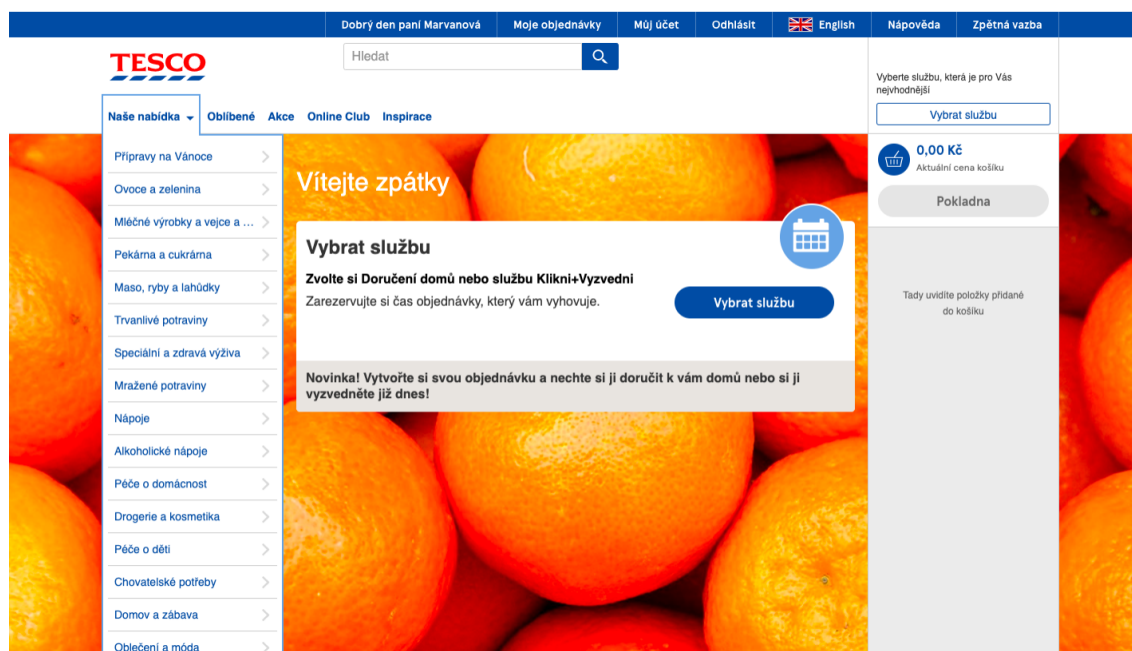 Dobrý den paní Marvanová
Moje objednávky
Můj účet
Odhlásit
English
Nápověda
Zpětná vazba
TESCO
Hledat
Vyberte službu, která je pro Vás
nejvhodnější
Vybrat službu
Naše nabídka
Oblíbené
Akce
Online Club
Inspirace
0,00 Kč
Aktuální cena košíku
Pokladna
Tady uvidíte položky přidané
do košíku
Přípravy na Vánoce
Ovoce a zelenina
Mléčné výrobky a vejce a ...
Pekárna a cukrárna
Maso, ryby a lahůdky
Trvanlivé potraviny
Speciální a zdravá výživa
Mražené potraviny
Nápoje
Alkoholické nápoje
Péče o domácnost
Drogerie a kosmetika
Péče o děti
Chovatelské potřeby
Domov a zábava
Oblečení a móda
Vítejte zpátky
Vybrat službu
Zvolte si Doručení domů nebo službu Klikni+Vyzvedni
Zarezervujte si čas objednávky, který vám vyhovuje.
Vybrat službu
Novinka! Vytvořte si svou objednávku a nechte si ji doručit k vám domů nebo si ji
vyzvedněte již dnes!